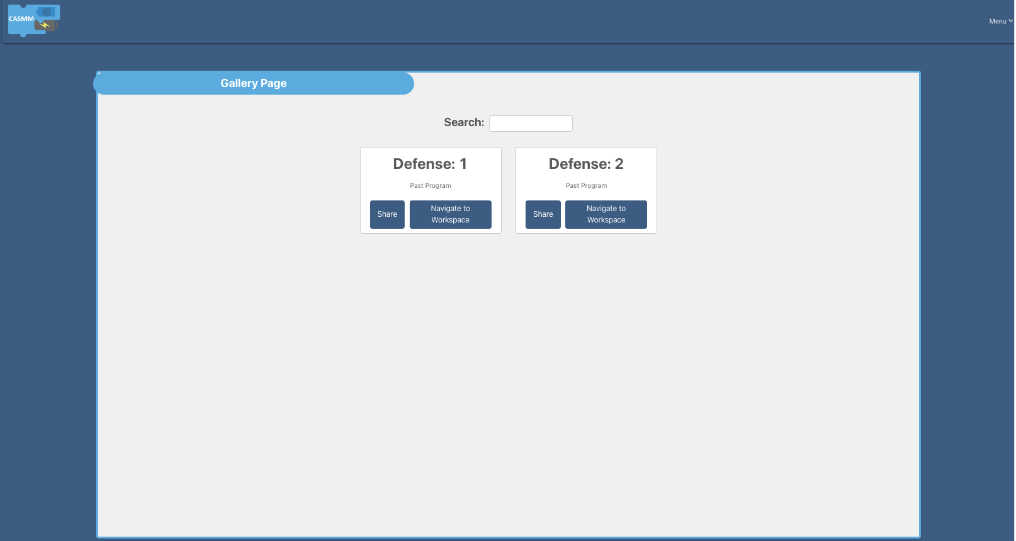 CASMM
Menu
Gallery Page
Search:
Defense: 1
Past Program
Share
Navigate to
Workspace
Defense: 2
Past Program
Share
Navigate to
Workspace